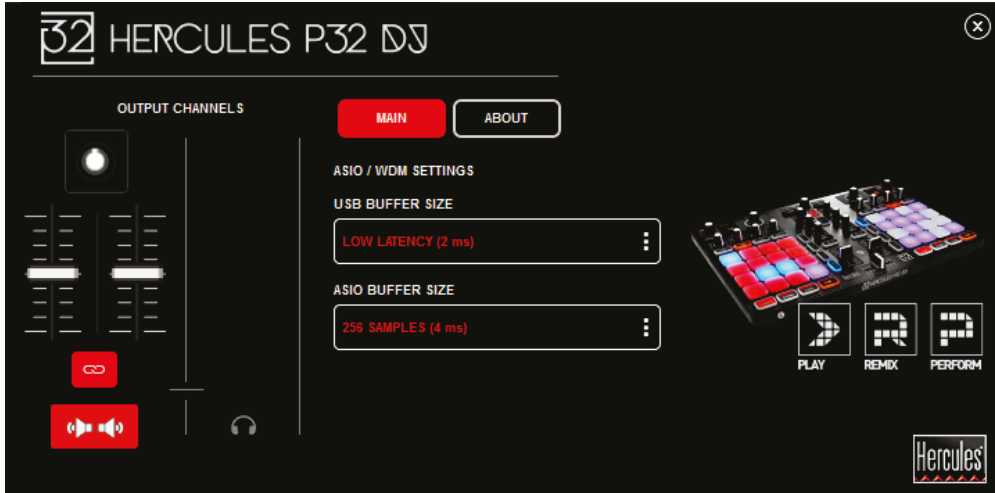 32 HERCULES P32 DJ
OUTPUT CHANNELS
MAIN
ABOUT
ASIO / WDM SETTINGS
USB BUFFER SIZE
LOW LATENCY (2 ms)
ASIO BUFFER SIZE
256 SAMPLES (4 ms)
PLAY
REMIX
PERFORM
Hercules